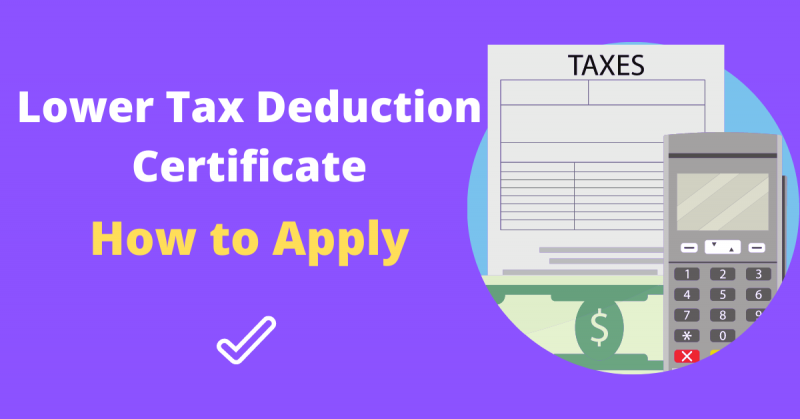 Lower Tax Deduction
Certificate
How to Apply
TAXES
$
1 2 3
4 5 6
7 8 9
* 0
X